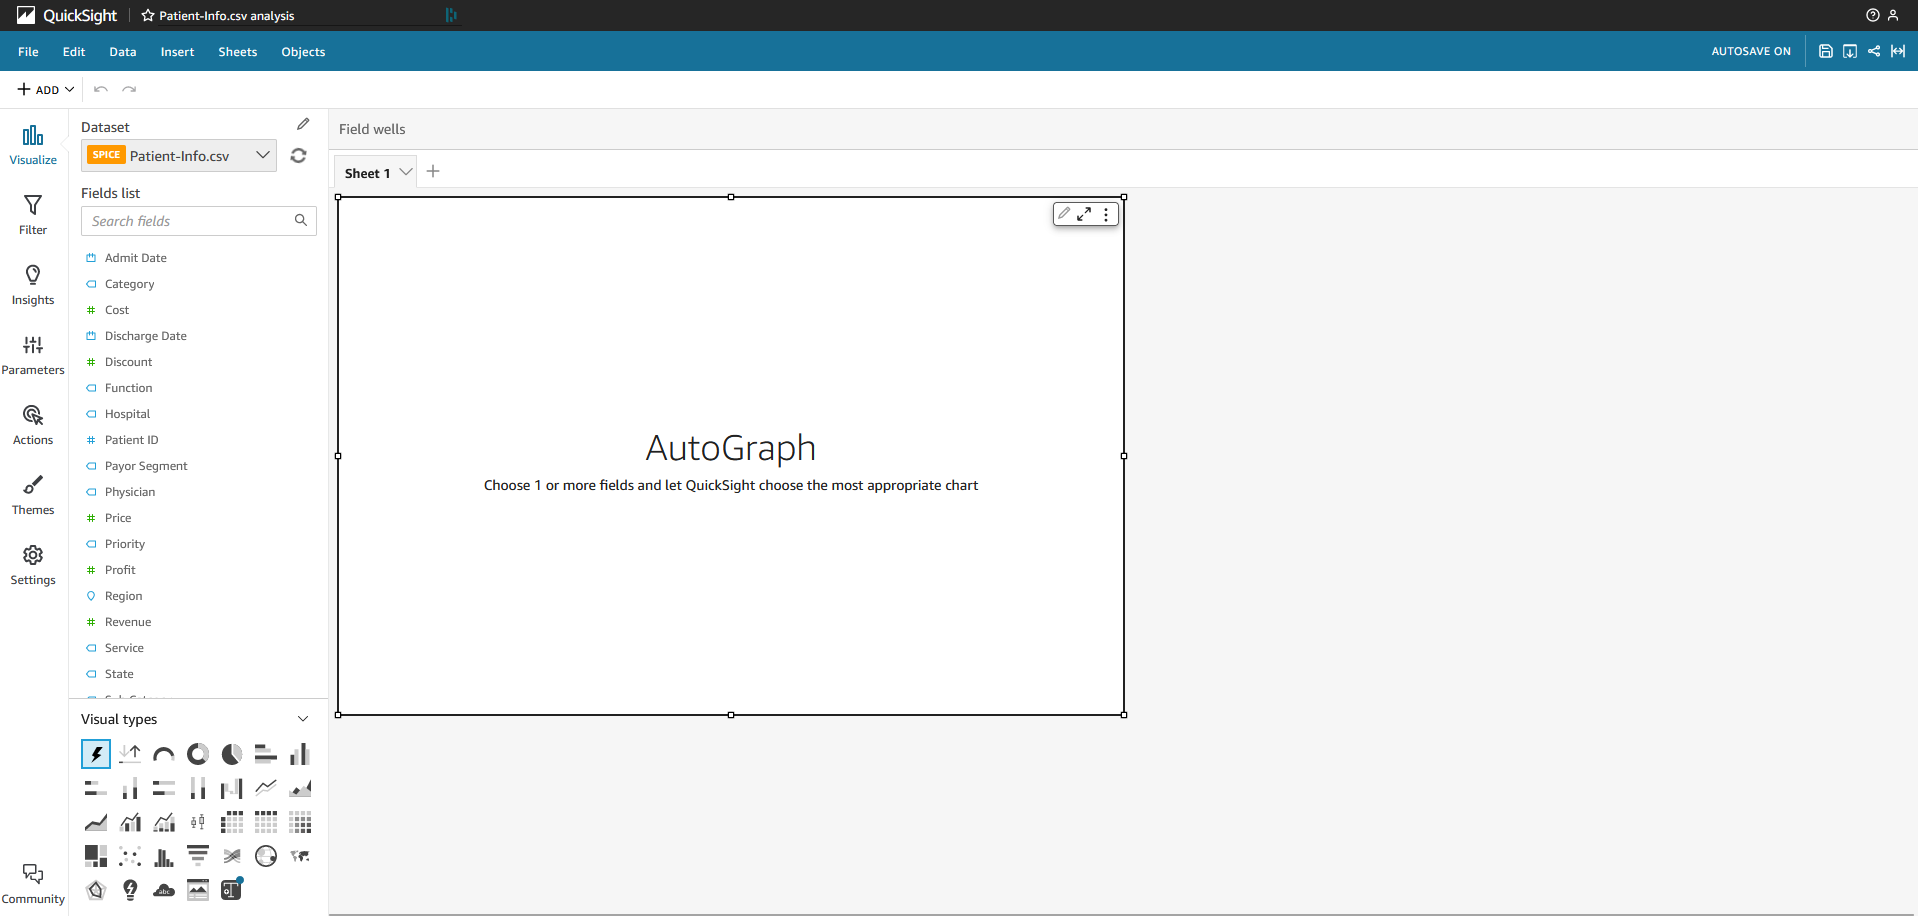 QuickSight
Patient-Info.csv analysis
File Edit Data Insert Sheets Objects
AUTOSAVE ON
ADD
Visualize
Filter
Insights
Parameters
Actions
Themes
Settings
Community
Dataset
SPICE Patient-Info.csv
Fields list
Search fields
Admit Date
Category
Cost
Discharge Date
Discount
Function
Hospital
Patient ID
Payor Segment
Physician
Price
Priority
Profit
Region
Revenue
Service
State
Visual types
abc
Field wells
Sheet 1
AutoGraph
Choose 1 or more fields and let QuickSight choose the most appropriate chart